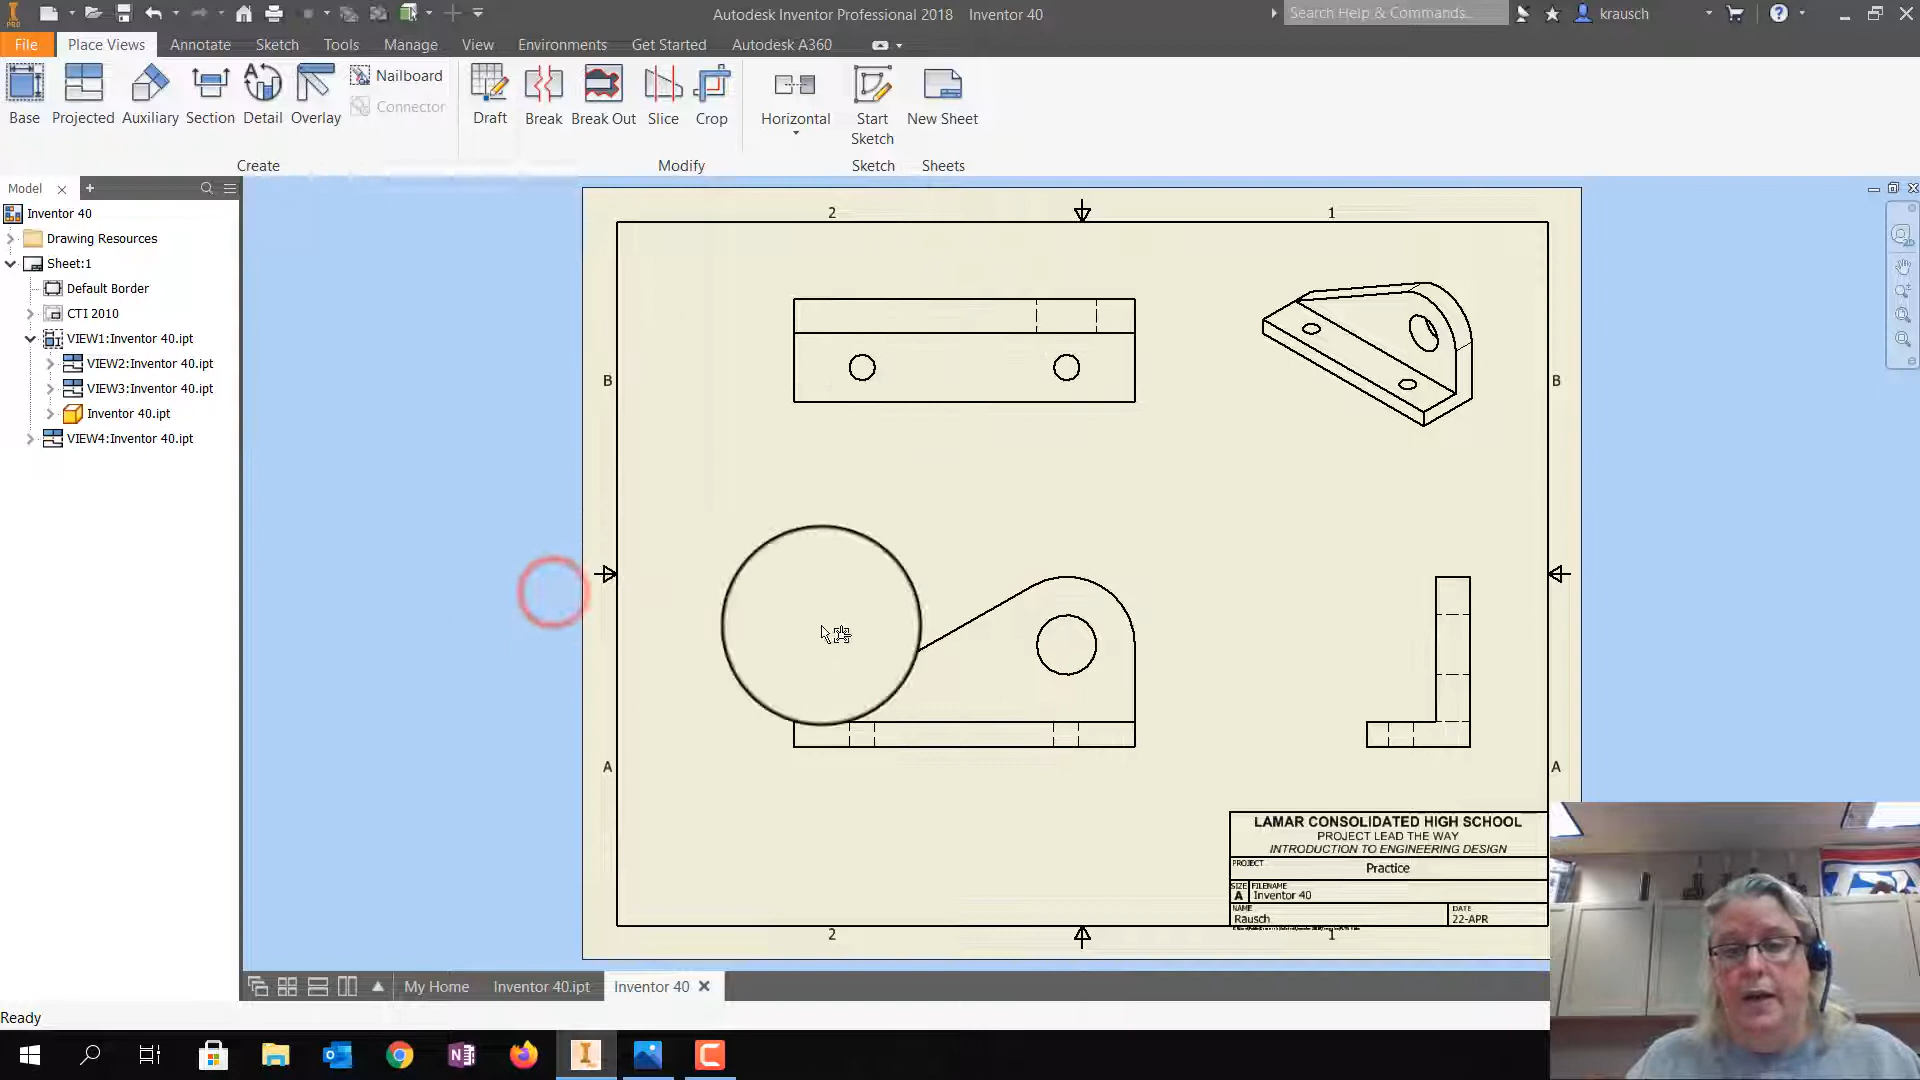 Autodesk Inventor Professional 2018 Inventor 40
Search Help & Commands...
krausch
PRO
File
Place Views
Annotate
Sketch
Tools
Manage
View
Environments
Get Started
Autodesk A360
Base
Projected
Auxiliary
Section
Detail
Overlay
Nailboard
Connector
Draft
Break
Break Out
Slice
Crop
Horizontal
Start Sketch
New Sheet
Create
Modify
Sketch
Sheets
Model
Inventor 40
Drawing Resources
Sheet:1
Default Border
CTI 2010
VIEW1:Inventor 40.ipt
VIEW2:Inventor 40.ipt
VIEW3:Inventor 40.ipt
Inventor 40.ipt
VIEW4:Inventor 40.ipt
2
1
B
B
A
A
LAMAR CONSOLIDATED HIGH SCHOOL
PROJECT LEAD THE WAY
INTRODUCTION TO ENGINEERING DESIGN
PROJECT
Practice
SIZE FILENAME
A Inventor 40
NAME
Rausch
DATE
22-APR
2
1
My Home
Inventor 40.ipt
Inventor 40
Ready